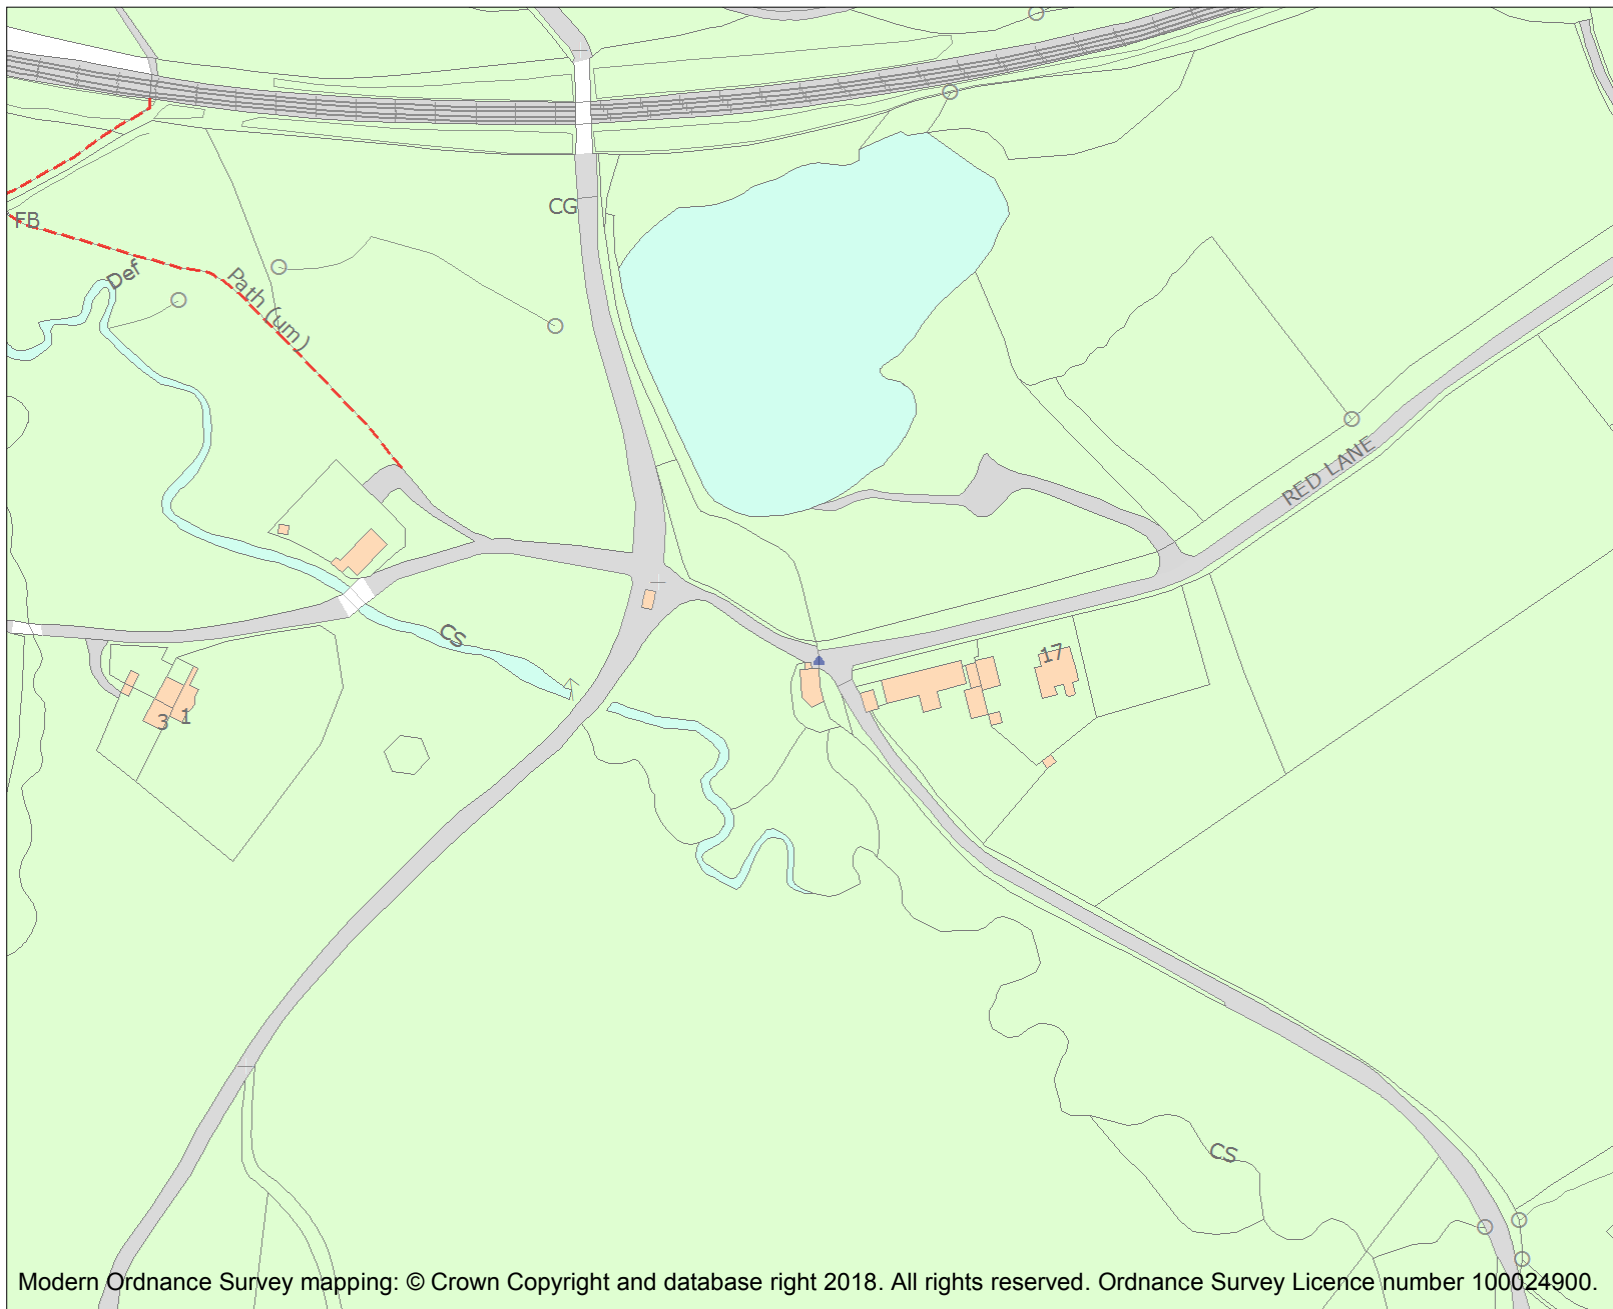 CG
FB
Def
Path (um)
RED LANE
CS
17
3
1
CS
Modern Ordnance Survey mapping: © Crown Copyright and database right 2018. All rights reserved. Ordnance Survey Licence number 100024900.